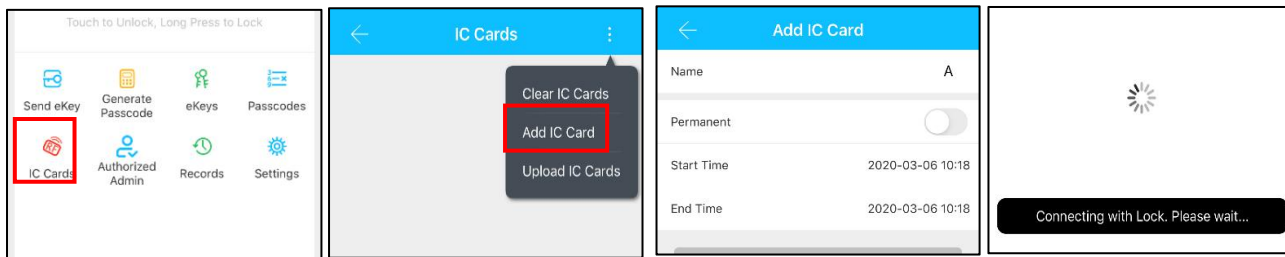 Touch to Unlock, Long Press to Lock
Send eKey
Generate
Passcode
eKeys
Passcodes
IC Cards
Authorized
Admin
Records
Settings
IC Cards
Clear IC Cards
Add IC Card
Upload IC Cards
Add IC Card
Name A
Permanent
Start Time 2020-03-06 10:18
End Time 2020-03-06 10:18
Connecting with Lock. Please wait...